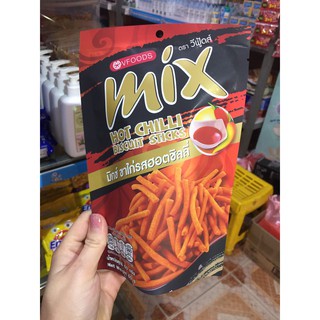 VFOODS
ตรา วีฟู้ดส์
mix
HOT CHILLI
BISCUIT STICKS
มิกซ์ ขาไก่รสฮอตชิลลี่